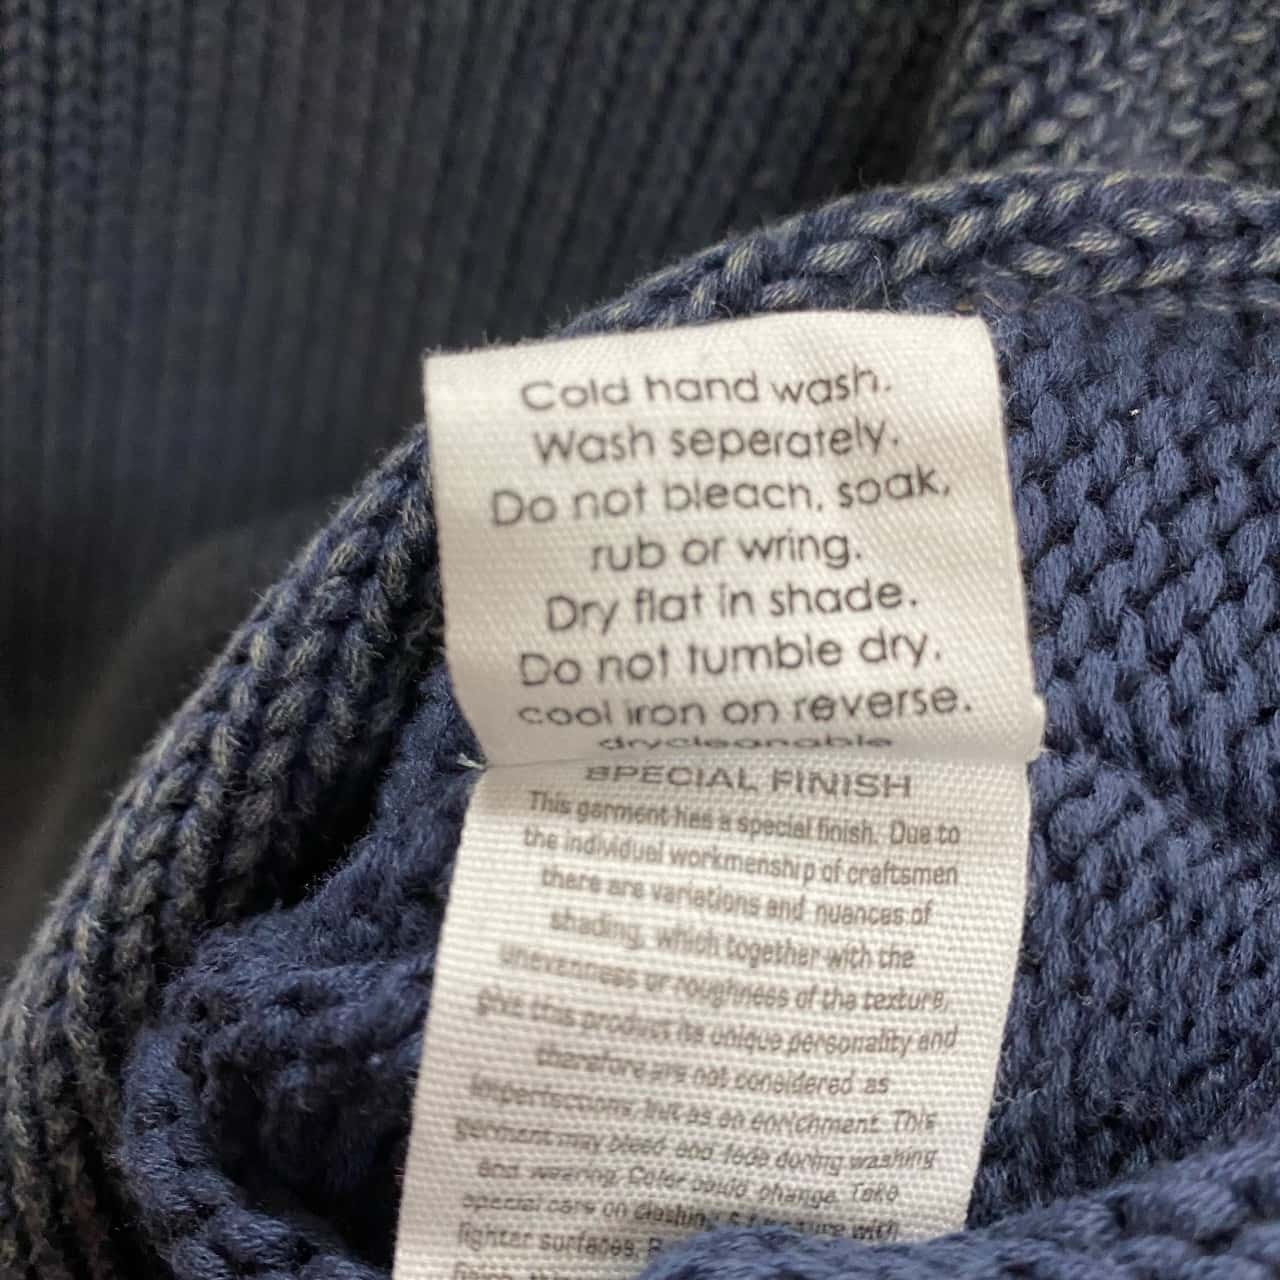 Cold hand wash.
Wash seperately.
Do not bleach, soak,
rub or wring.
Dry flat in shade.
Do not tumble dry.
cool iron on reverse.
drycleanable
SPECIAL FINISH
This garment has a special finish. Due to
the individual workmenship of craftsmen
there are variations and nuances of
shading, which together with the
unevenness or roughness of the texture,
give this product its unique personality and
therefore are not considered as
imperfections, but as an enrichment. This
garment may bleed and fade during washing
and wearing. Color could change. Take
special care on
lighter surfaces.